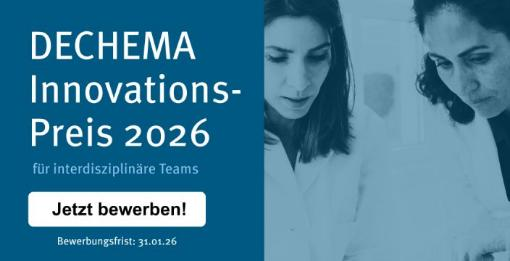 DECHEMA
Innovations-
Preis 2026
für interdisziplinäre Teams
Jetzt bewerben!
Bewerbungsfrist: 31.01.26